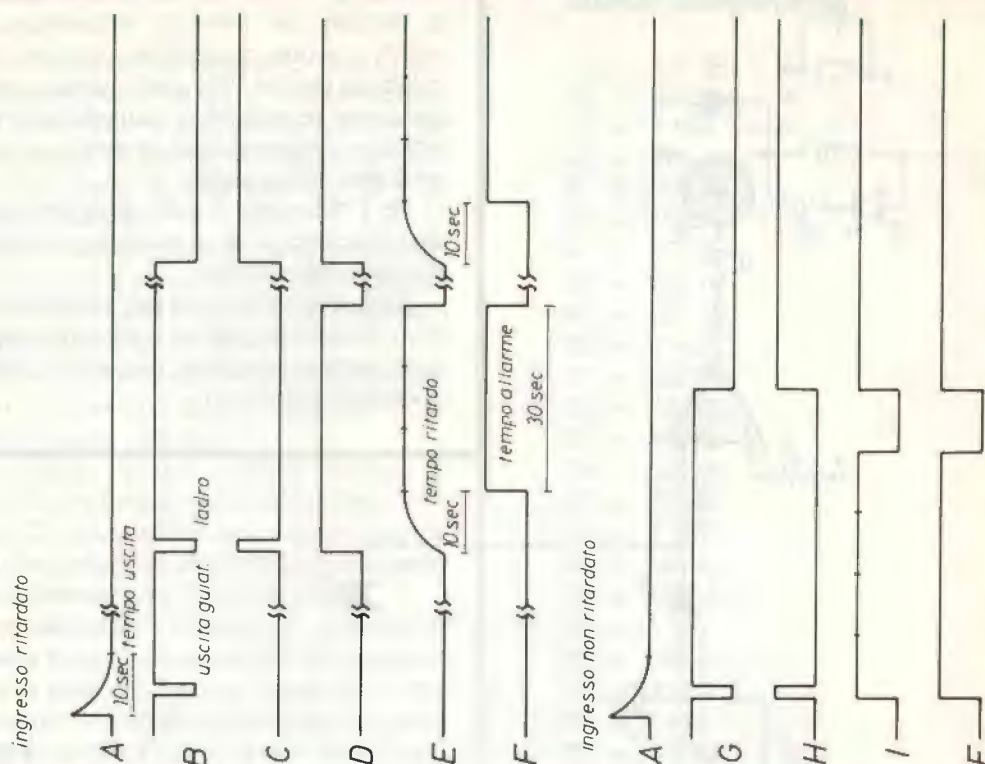 ingresso ritardato
A
10 sec. tempo uscita
B
uscita guiat.
ladro
C
D
E
10 sec
tempo ritardo
10 sec
F
tempo allarme
30 sec
ingresso non ritardato
A
G
H
I
F